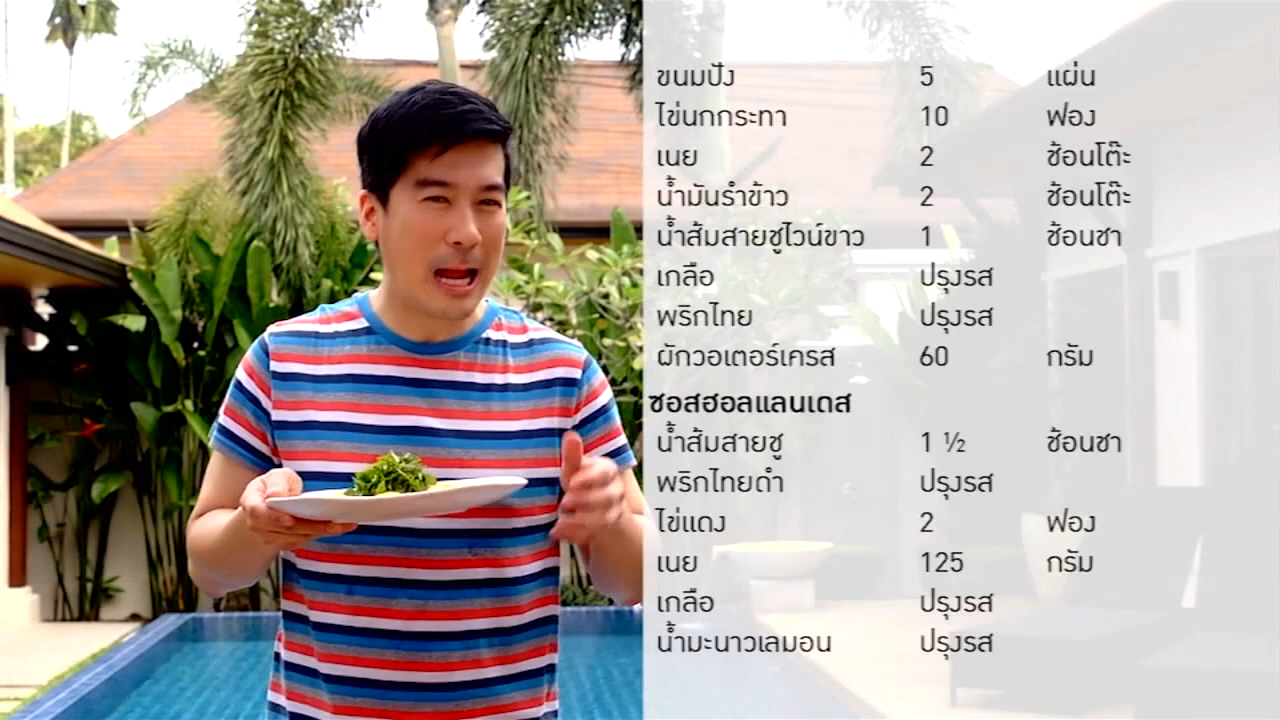 ขนมปัง 5 แผ่น
ไข่นกกระทา 10 ฟอง
เนย 2 ช้อนโต๊ะ
น้ำมันรำข้าว 2 ช้อนโต๊ะ
น้ำส้มสายชูไวน์ขาว 1 ช้อนชา
เกลือ ปรุงรส
พริกไทย ปรุงรส
ผักวอเตอร์เครส 60 กรัม
ซอสฮอลแลนเดส
น้ำส้มสายชู 1 ½ ช้อนชา
พริกไทยดำ ปรุงรส
ไข่แดง 2 ฟอง
เนย 125 กรัม
เกลือ ปรุงรส
น้ำมะนาวเลมอน ปรุงรส